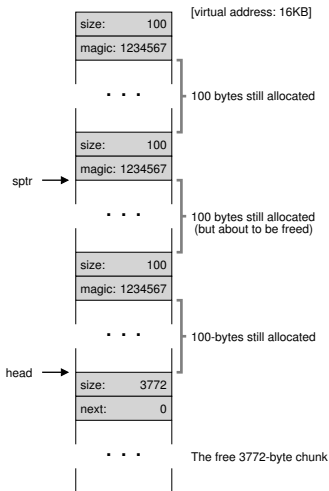 [virtual address: 16KB]
size: 100
magic: 1234567
. . .
100 bytes still allocated
size: 100
magic: 1234567
sptr
. . .
100 bytes still allocated
(but about to be freed)
size: 100
magic: 1234567
. . .
100-bytes still allocated
head
size: 3772
next: 0
. . .
The free 3772-byte chunk